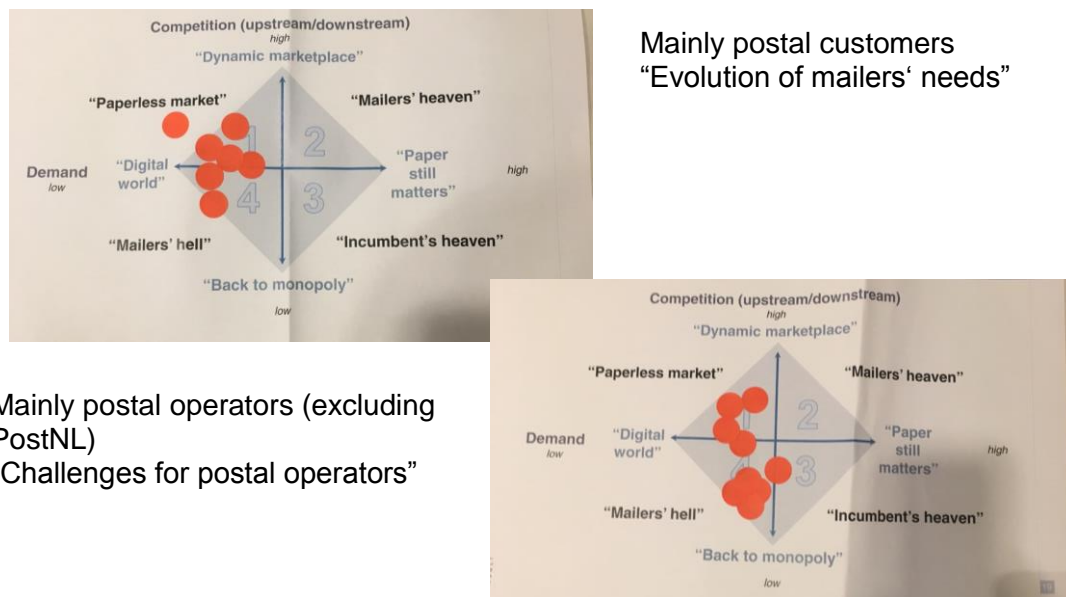 Competition (upstream/downstream)
high
“Dynamic marketplace”
“Paperless market”
“Mailers’ heaven”
1
2
Demand
low
“Digital
world”
“Paper
still
matters”
high
4
3
“Mailers’ hell”
“Incumbent’s heaven”
“Back to monopoly”
low
Mainly postal customers
“Evolution of mailers‘ needs”
Mainly postal operators (excluding
PostNL)
Challenges for postal operators”
Competition (upstream/downstream)
high
“Dynamic marketplace”
“Paperless market”
“Mailers’ heaven”
2
Demand
low
“Digital
world”
“Paper
still
matters”
high
3
“Mailers’ hell”
“Incumbent’s heaven”
“Back to monopoly”
low